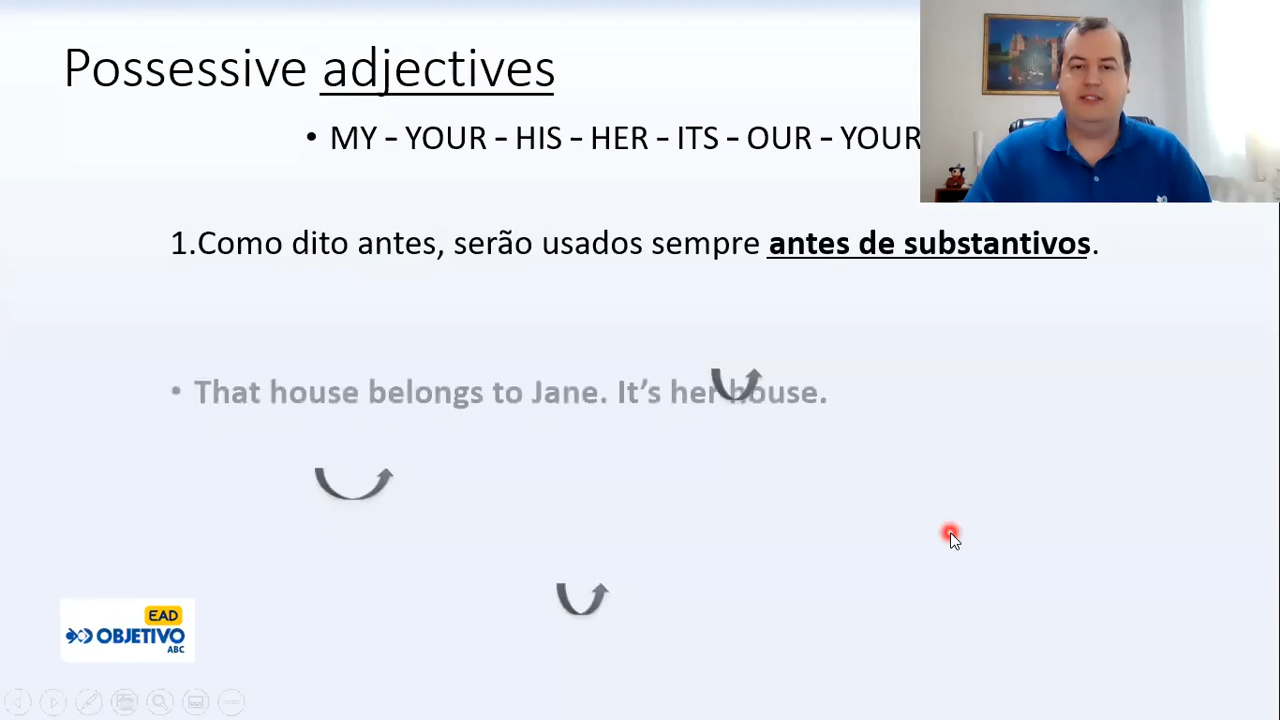 Possessive adjectives
• MY – YOUR – HIS – HER – ITS – OUR – YOUR
1.Como dito antes, serão usados sempre antes de substantivos.
• That house belongs to Jane. It's her house.
EAD
OBJETIVO
ABC